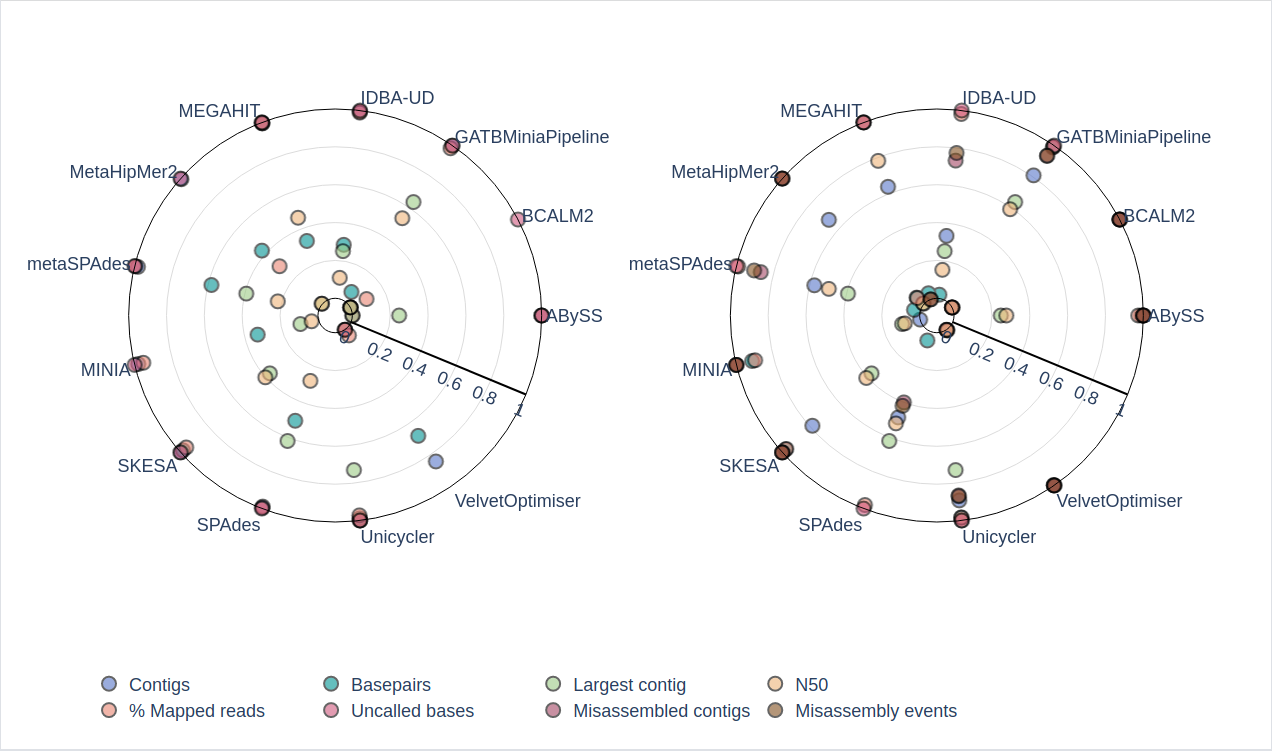 IDBA-UD
MEGAHIT
GATBMiniaPipeline
MetaHipMer2
BCALM2
metaSPAdes
ABySS
0
0.2
0.4
0.6
0.8
1
MINIA
SKESA
VelvetOptimiser
SPAdes
Unicycler
IDBA-UD
MEGAHIT
GATBMiniaPipeline
MetaHipMer2
BCALM2
metaSPAdes
ABySS
0
0.2
0.4
0.6
0.8
1
MINIA
SKESA
VelvetOptimiser
SPAdes
Unicycler
Contigs Basepairs Largest contig N50
% Mapped reads Uncalled bases Misassembled contigs Misassembly events